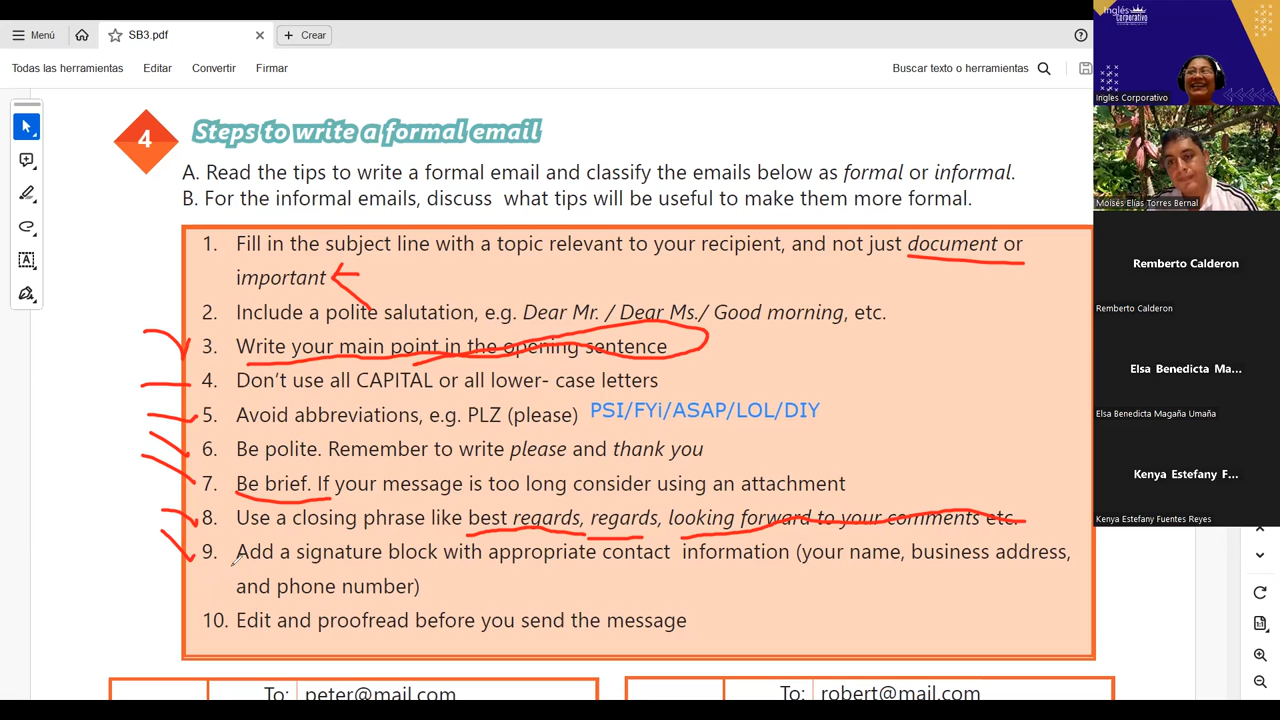 Menú
SB3.pdf
Crear
Todas las herramientas
Editar
Convertir
Firmar
Buscar texto o herramientas
4
Steps to write a formal email
A. Read the tips to write a formal email and classify the emails below as formal or informal.
B. For the informal emails, discuss what tips will be useful to make them more formal.
1. Fill in the subject line with a topic relevant to your recipient, and not just document or
important
2. Include a polite salutation, e.g. Dear Mr. / Dear Ms./ Good morning, etc.
3. Write your main point in the opening sentence
4. Don't use all CAPITAL or all lower- case letters
5. Avoid abbreviations, e.g. PLZ (please) PSI/FYi/ASAP/LOL/DIY
6. Be polite. Remember to write please and thank you
7. Be brief. If your message is too long consider using an attachment
8. Use a closing phrase like best regards, regards, looking forward to your comments etc.
9. Add a signature block with appropriate contact information (your name, business address,
and phone number)
10. Edit and proofread before you send the message
To: peter@mail.com
To: robert@mail.com
Inglés
Corporativo
Ingles Corporativo
Moisés Elías Torres Bernal
Remberto Calderon
Remberto Calderon
Elsa Benedicta Ma...
Elsa Benedicta Magaña Umaña
Kenya Estefany F...
Kenya Estefany Fuentes Reyes